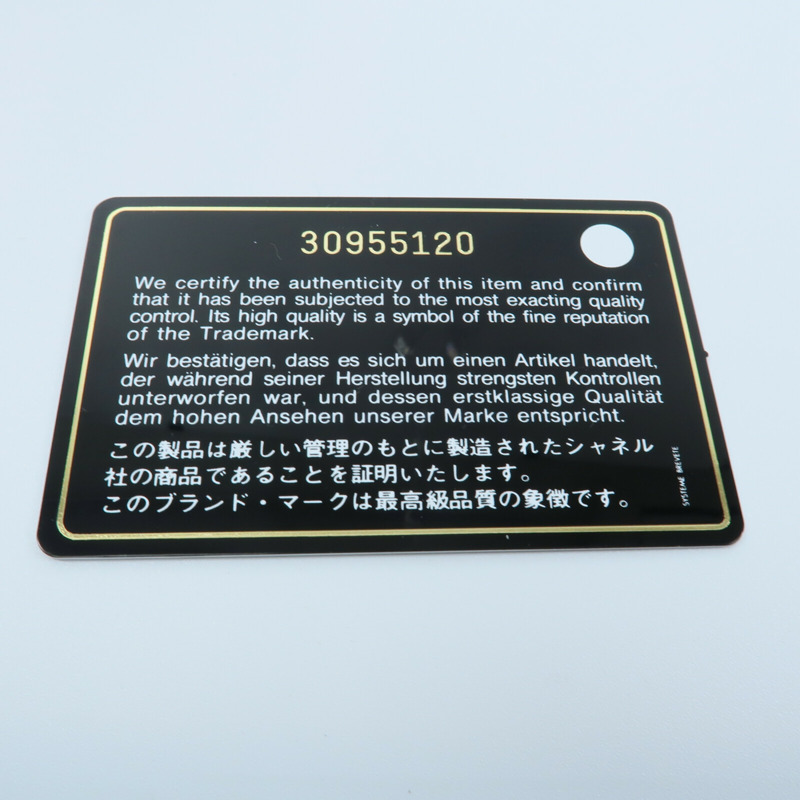 30955120
We certify the authenticity of this item and confirm
that it has been subjected to the most exacting quality
control. Its high quality is a symbol of the fine reputation
of the Trademark.
Wir bestätigen, dass es sich um einen Artikel handelt,
der während seiner Herstellung strengsten Kontrollen
unterworfen war, und dessen erstklassige Qualität
dem hohen Ansehen unserer Marke entspricht.
この製品は厳しい管理のもとに製造されたシャネル
社の商品であることを証明いたします。
このブランド・マークは最高級品質の象徴です。
SYSTEME BREVETE